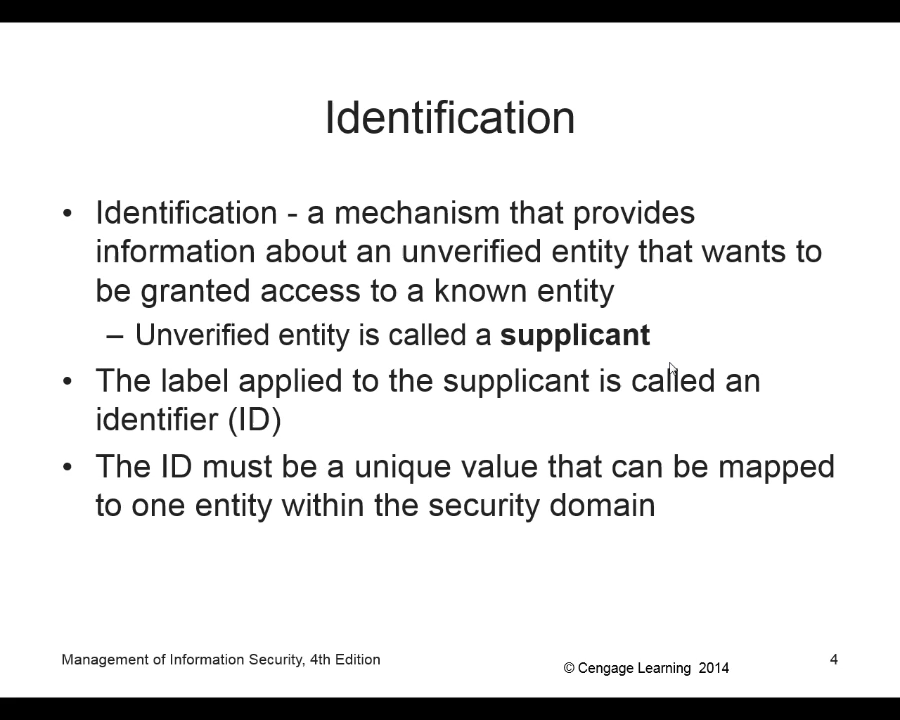 Identification
• Identification - a mechanism that provides
information about an unverified entity that wants to
be granted access to a known entity
– Unverified entity is called a supplicant
• The label applied to the supplicant is called an
identifier (ID)
• The ID must be a unique value that can be mapped
to one entity within the security domain
Management of Information Security, 4th Edition
© Cengage Learning 2014
4